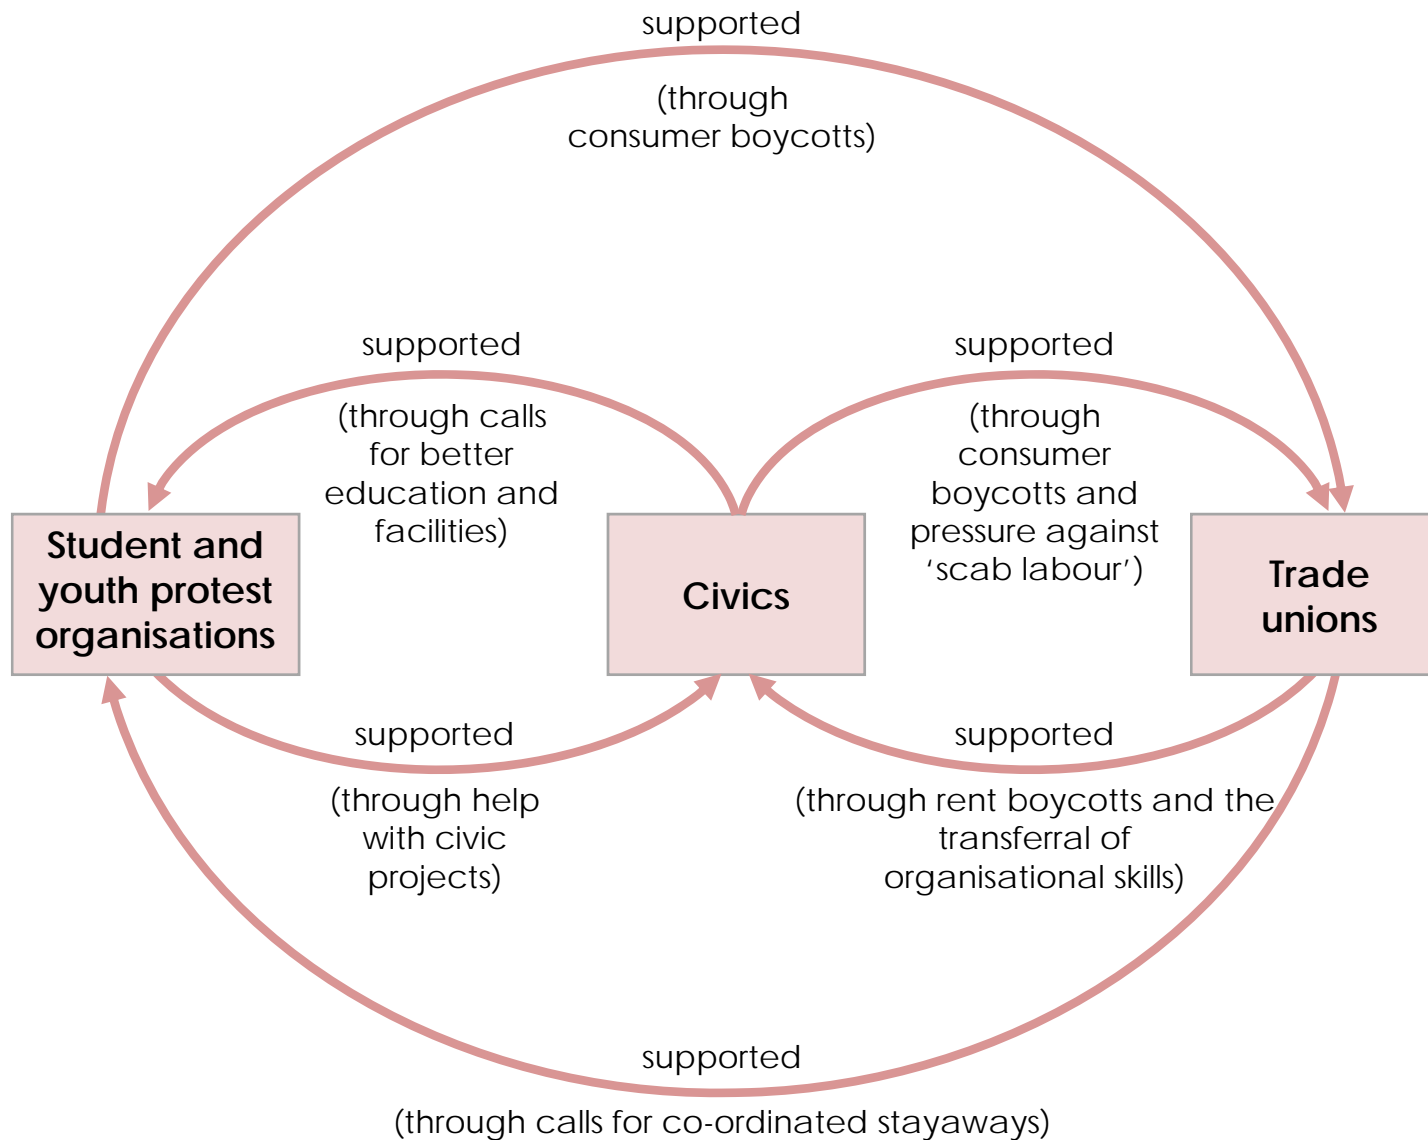 supported
(through
consumer boycotts)
supported
(through calls
for better
education and
facilities)
supported
(through
consumer
boycotts and
pressure against
‘scab labour’)
Student and
youth protest
organisations
Civics
Trade
unions
supported
(through help
with civic
projects)
supported
(through rent boycotts and the
transferral of
organisational skills)
supported
(through calls for co-ordinated stayaways)